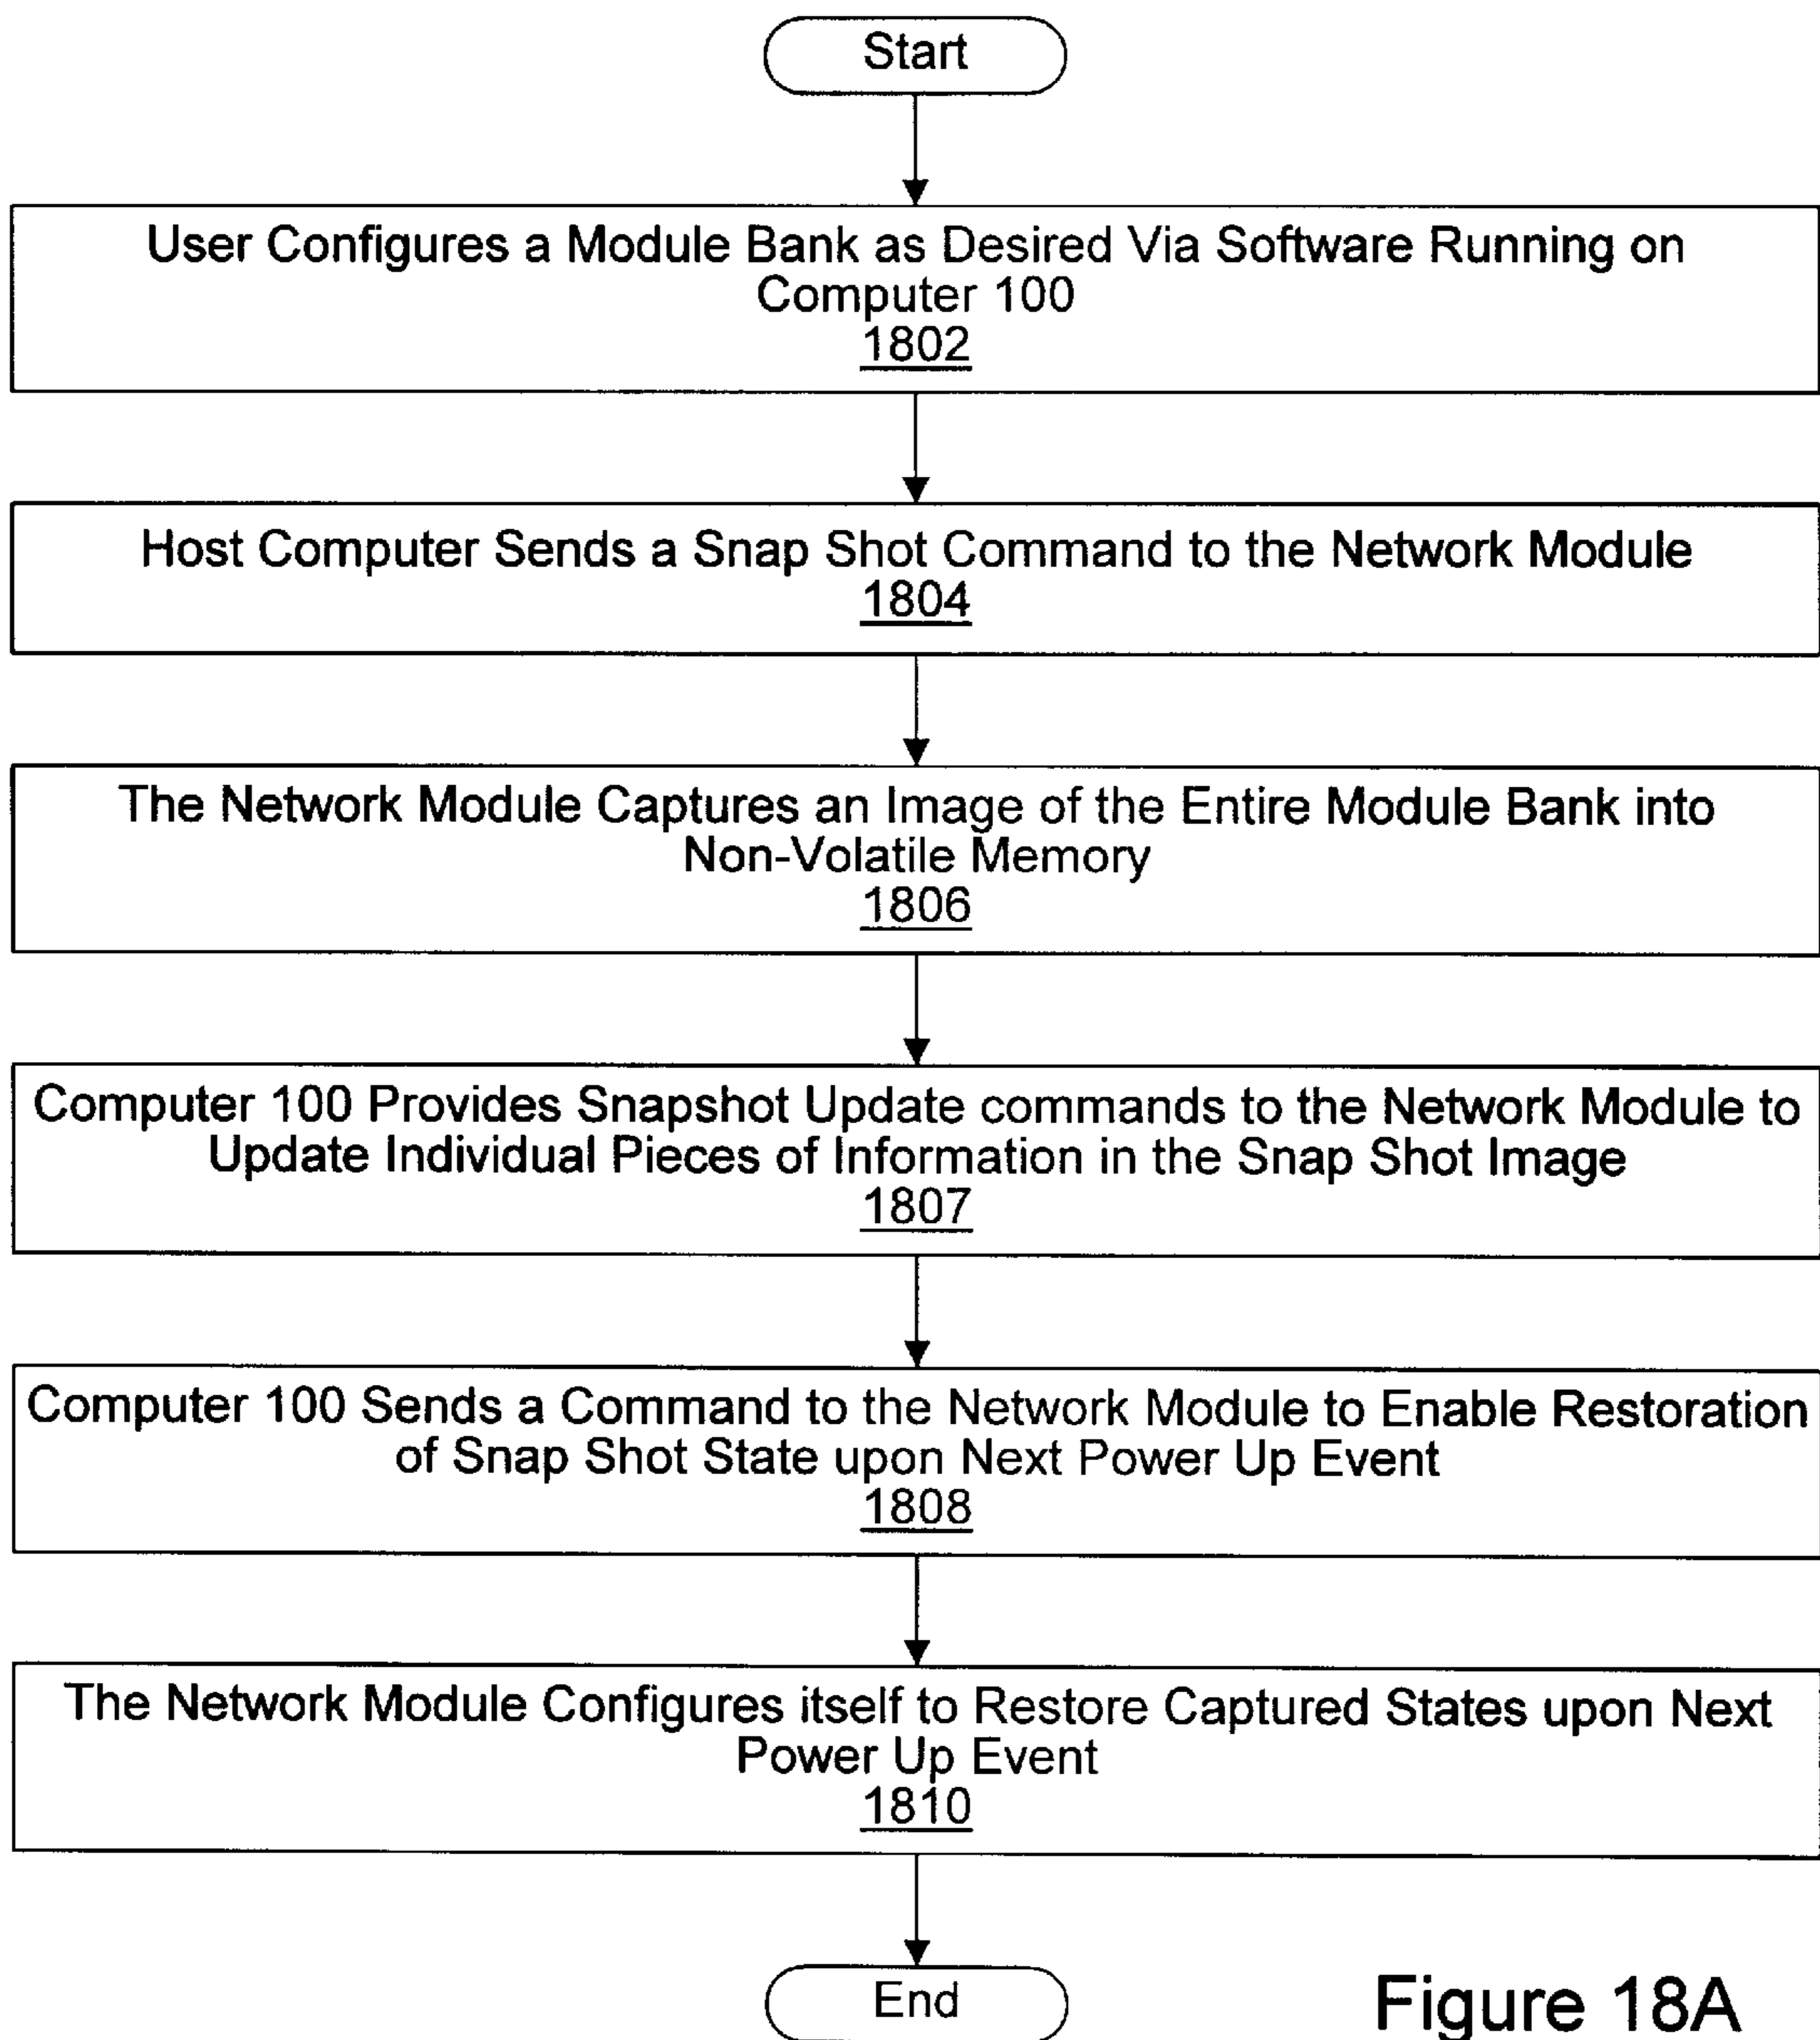 Start
User Configures a Module Bank as Desired Via Software Running on
Computer 100
1802
Host Computer Sends a Snap Shot Command to the Network Module
1804
The Network Module Captures an Image of the Entire Module Bank into
Non-Volatile Memory
1806
Computer 100 Provides Snapshot Update commands to the Network Module to
Update Individual Pieces of Information in the Snap Shot Image
1807
Computer 100 Sends a Command to the Network Module to Enable Restoration
of Snap Shot State upon Next Power Up Event
1808
The Network Module Configures itself to Restore Captured States upon Next
Power Up Event
1810
End
Figure 18A